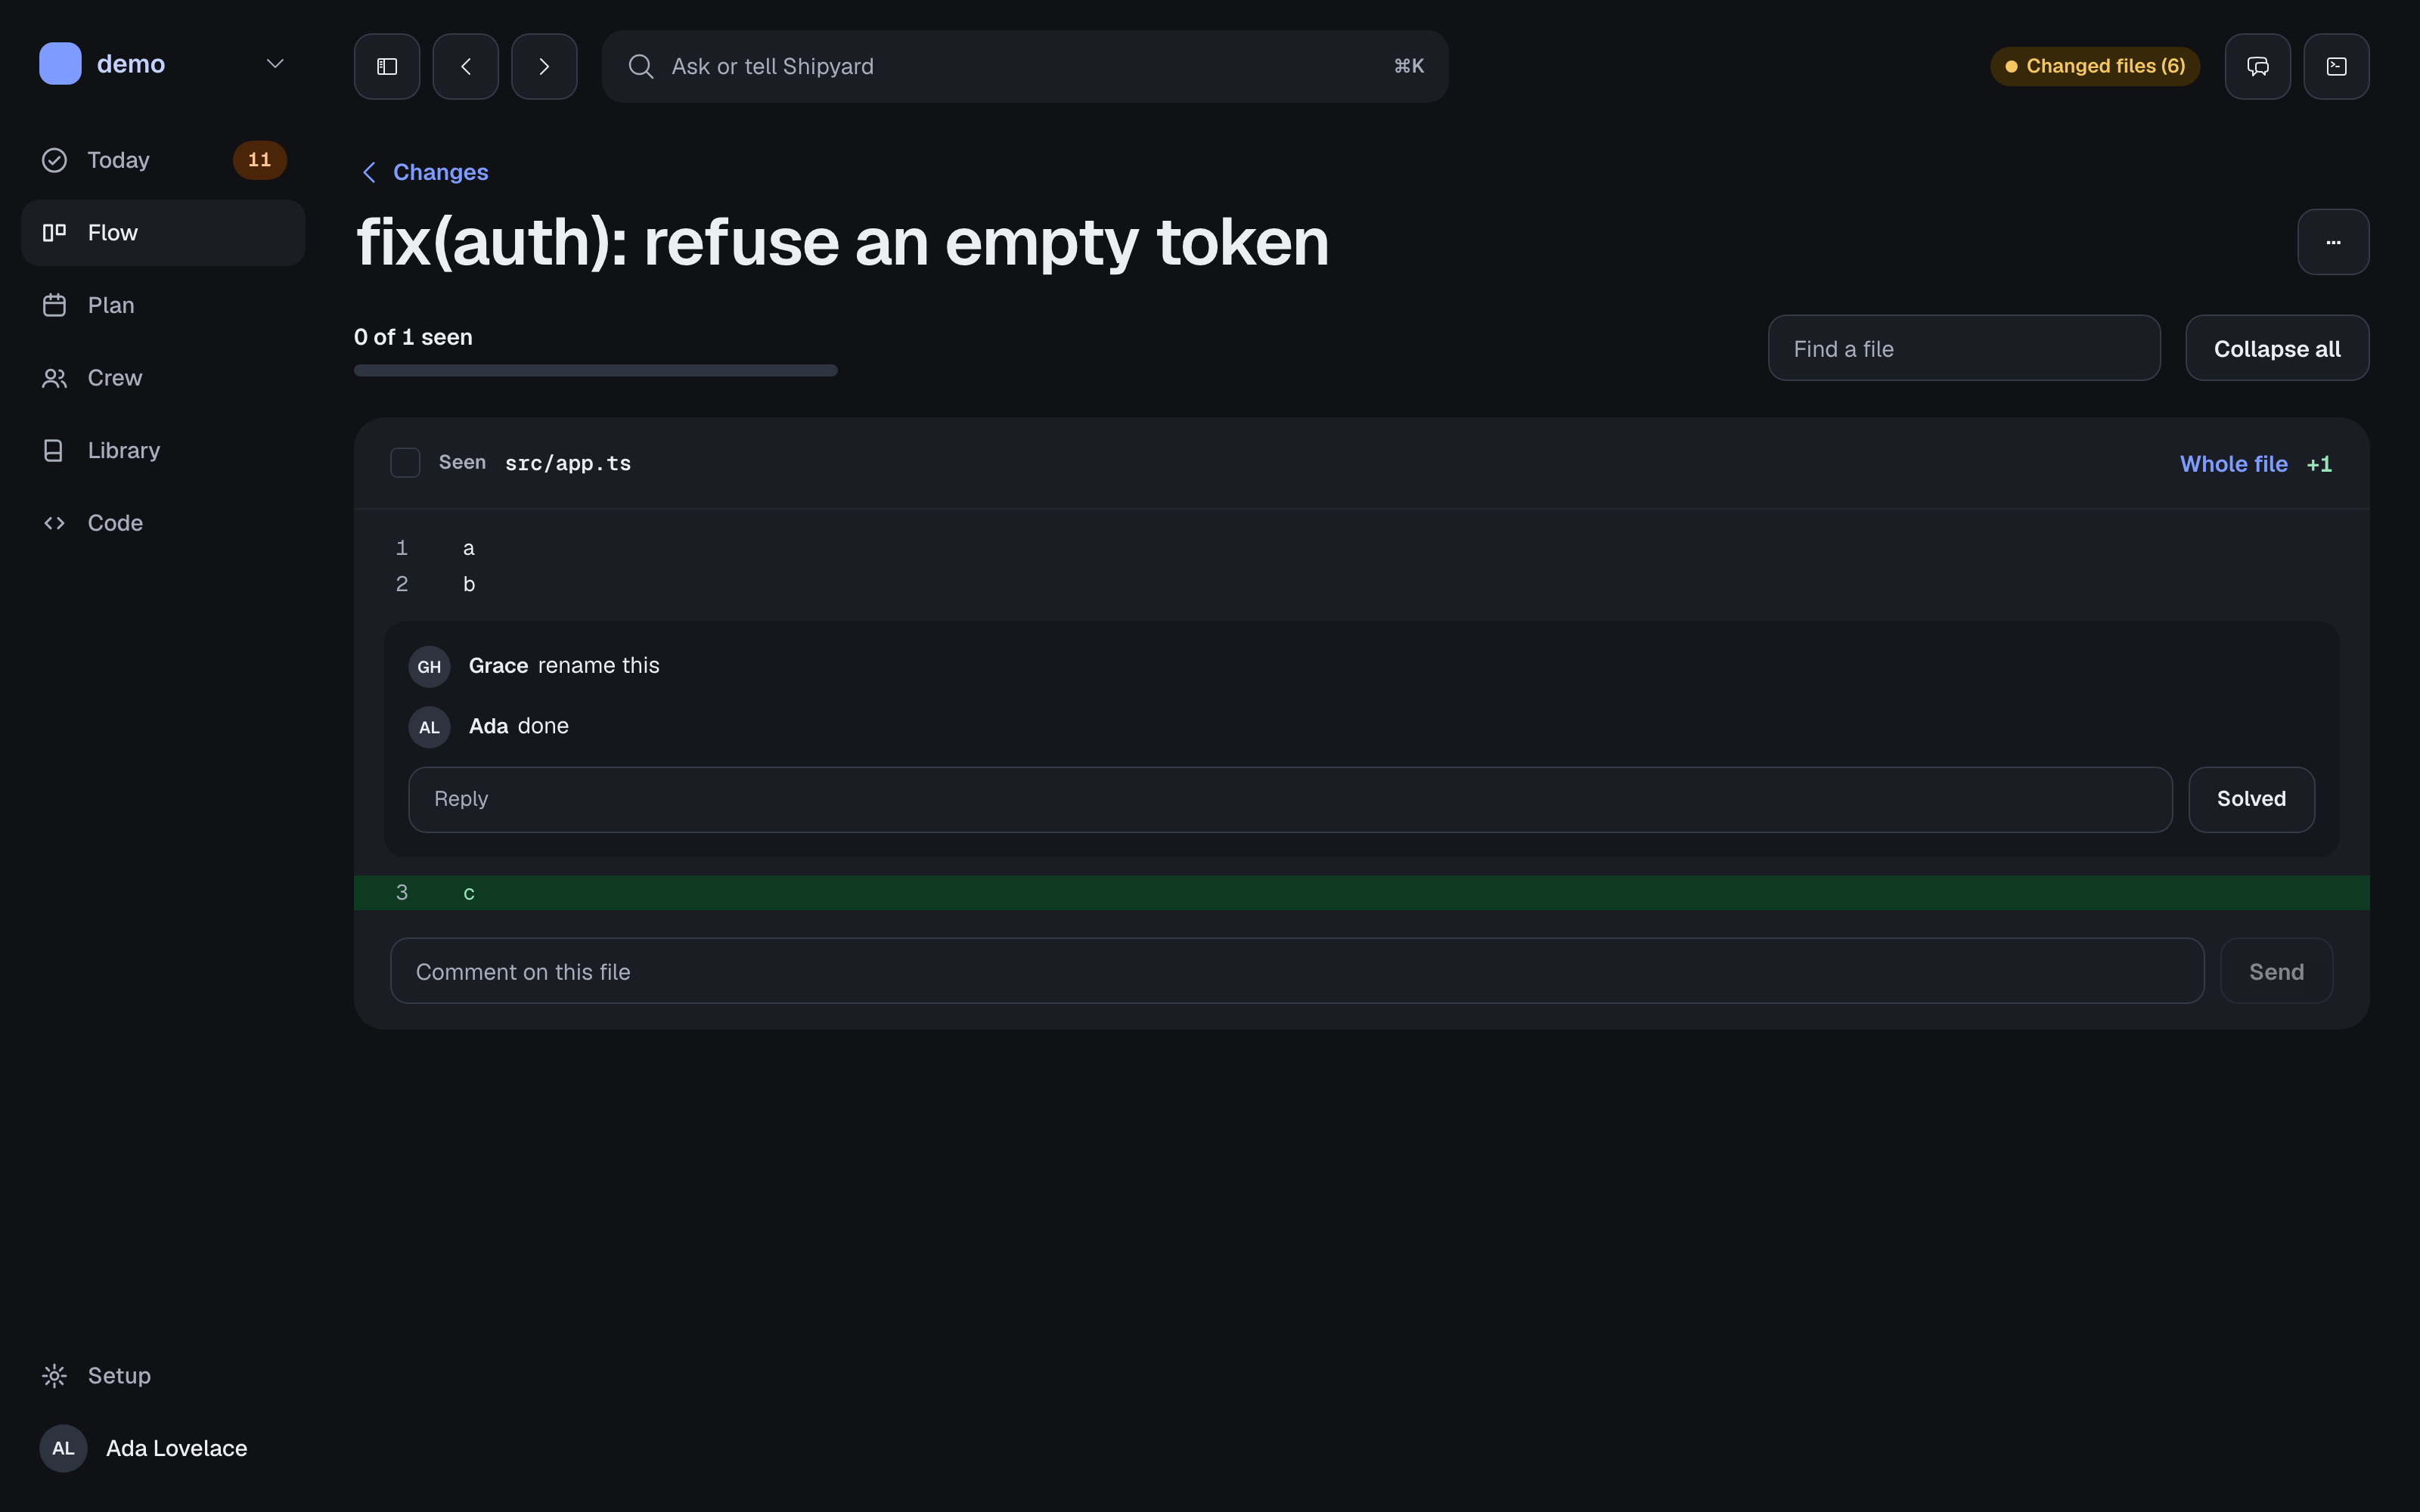 demo
Ask or tell Shipyard ⌘K
Changed files (6)
Today 11
Flow
Plan
Crew
Library
Code
Changes
fix(auth): refuse an empty token
0 of 1 seen
Find a file
Collapse all
Seen src/app.ts
Whole file +1
1 a
2 b
GH Grace rename this
AL Ada done
Reply
Solved
3 c
Comment on this file
Send
Setup
AL Ada Lovelace